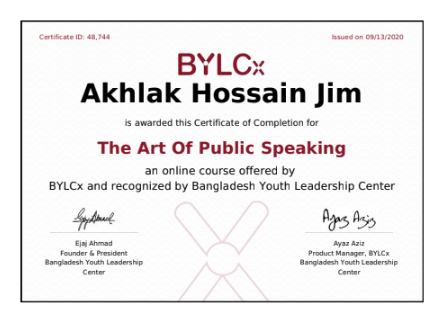 Certificate ID: 48,744
Issued on 09/13/2020
BYLCx
Akhlak Hossain Jim
is awarded this Certificate of Completion for
The Art Of Public Speaking
an online course offered by
BYLCx and recognized by Bangladesh Youth Leadership Center
Ejaj Ahmad
Founder & President
Bangladesh Youth Leadership
Center
Ayaz Aziz
Ayaz Aziz
Product Manager, BYLCx
Bangladesh Youth Leadership
Center